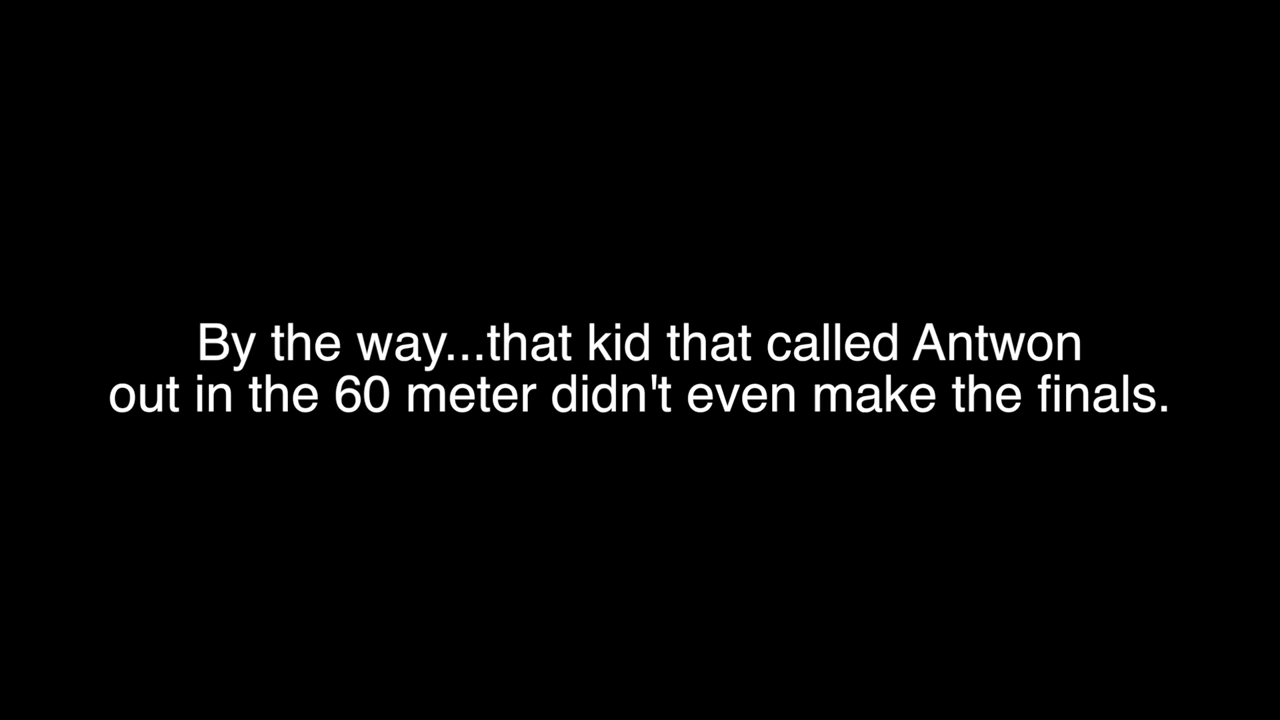 By the way...that kid that called Antwon
out in the 60 meter didn't even make the finals.